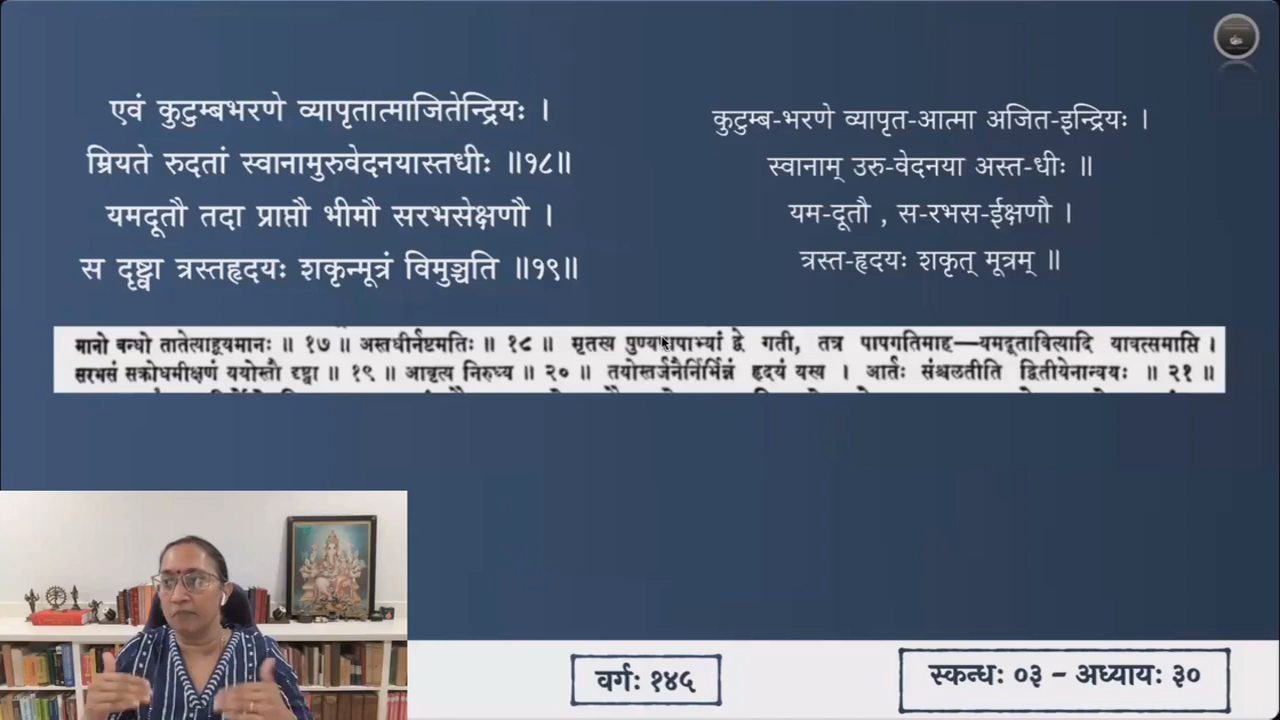 एवं कुटुम्बभरणे व्यापृतात्माजितेन्द्रियः ।
म्रियते रुदतां स्वानामुरुवेदनयास्तधीः ॥१८॥
यमदूतौ तदा प्राप्तौ भीमौ सरभसेक्षणौ ।
स दृष्ट्वा त्रस्तहृदयः शकृन्मूत्रं विमुञ्चति ॥१९॥
कुटुम्ब-भरणे व्यापृत-आत्मा अजित-इन्द्रियः ।
स्वानाम् उरु-वेदनया अस्त-धीः ॥
यम-दूतौ , स-रभस-ईक्षणौ ।
त्रस्त-हृदयः शकृत् मूत्रम् ॥
मानो बन्धो तातेत्याहूयमानः ॥ १७ ॥ अस्तधीर्नष्टमतिः ॥ १८ ॥ मृतस्य पुण्यपापाभ्यां द्वे गती, तत्र पापगतिमाह—यमदूतावित्यादि यावत्समाप्ति ।
सरभसं सक्रोधमीक्षणं ययोस्तौ दृष्ट्वा ॥ १९ ॥ आवृत्य निरुध्य ॥ २० ॥ तयोस्तर्जनैर्निर्भिन्नं हृदयं यस्य । आर्तः संश्चलतीति द्वितीयेनान्वयः ॥ २१ ॥
वर्गः १४५
स्कन्धः ०३ - अध्यायः ३०